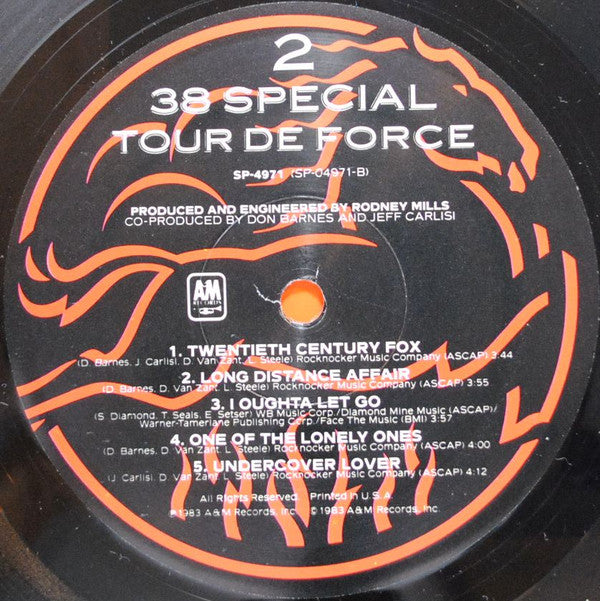 2
38 SPECIAL
TOUR DE FORCE
SP-4971 (SP-04971-B)
PRODUCED AND ENGINEERED BY RODNEY MILLS
CO-PRODUCED BY DON BARNES AND JEFF CARLISI
A&M
RECORDS
1. TWENTIETH CENTURY FOX
(D. Barnes, J. Carlisi, D. Van Zant, L. Steele) Rocknocker Music Company (ASCAP) 3:44
2. LONG DISTANCE AFFAIR
(D. Barnes, D. Van Zant, L. Steele) Rocknocker Music Company (ASCAP) 3:55
3. I OUGHTA LET GO
(S. Diamond, T. Seals, E. Setser) WB Music Corp./Diamond Mine Music (ASCAP)/
Warner-Tamerlane Publishing Corp./Face The Music (BMI) 3:57
4. ONE OF THE LONELY ONES
(D. Barnes, D. Van Zant, L. Steele) Rocknocker Music Company (ASCAP) 4:00
5. UNDERCOVER LOVER
(J. Carlisi, D. Van Zant, L. Steele) Rocknocker Music Company (ASCAP) 4:12
All Rights Reserved. Printed in U.S.A.
℗1983 A&M Records, Inc. ©1983 A&M Records, Inc.